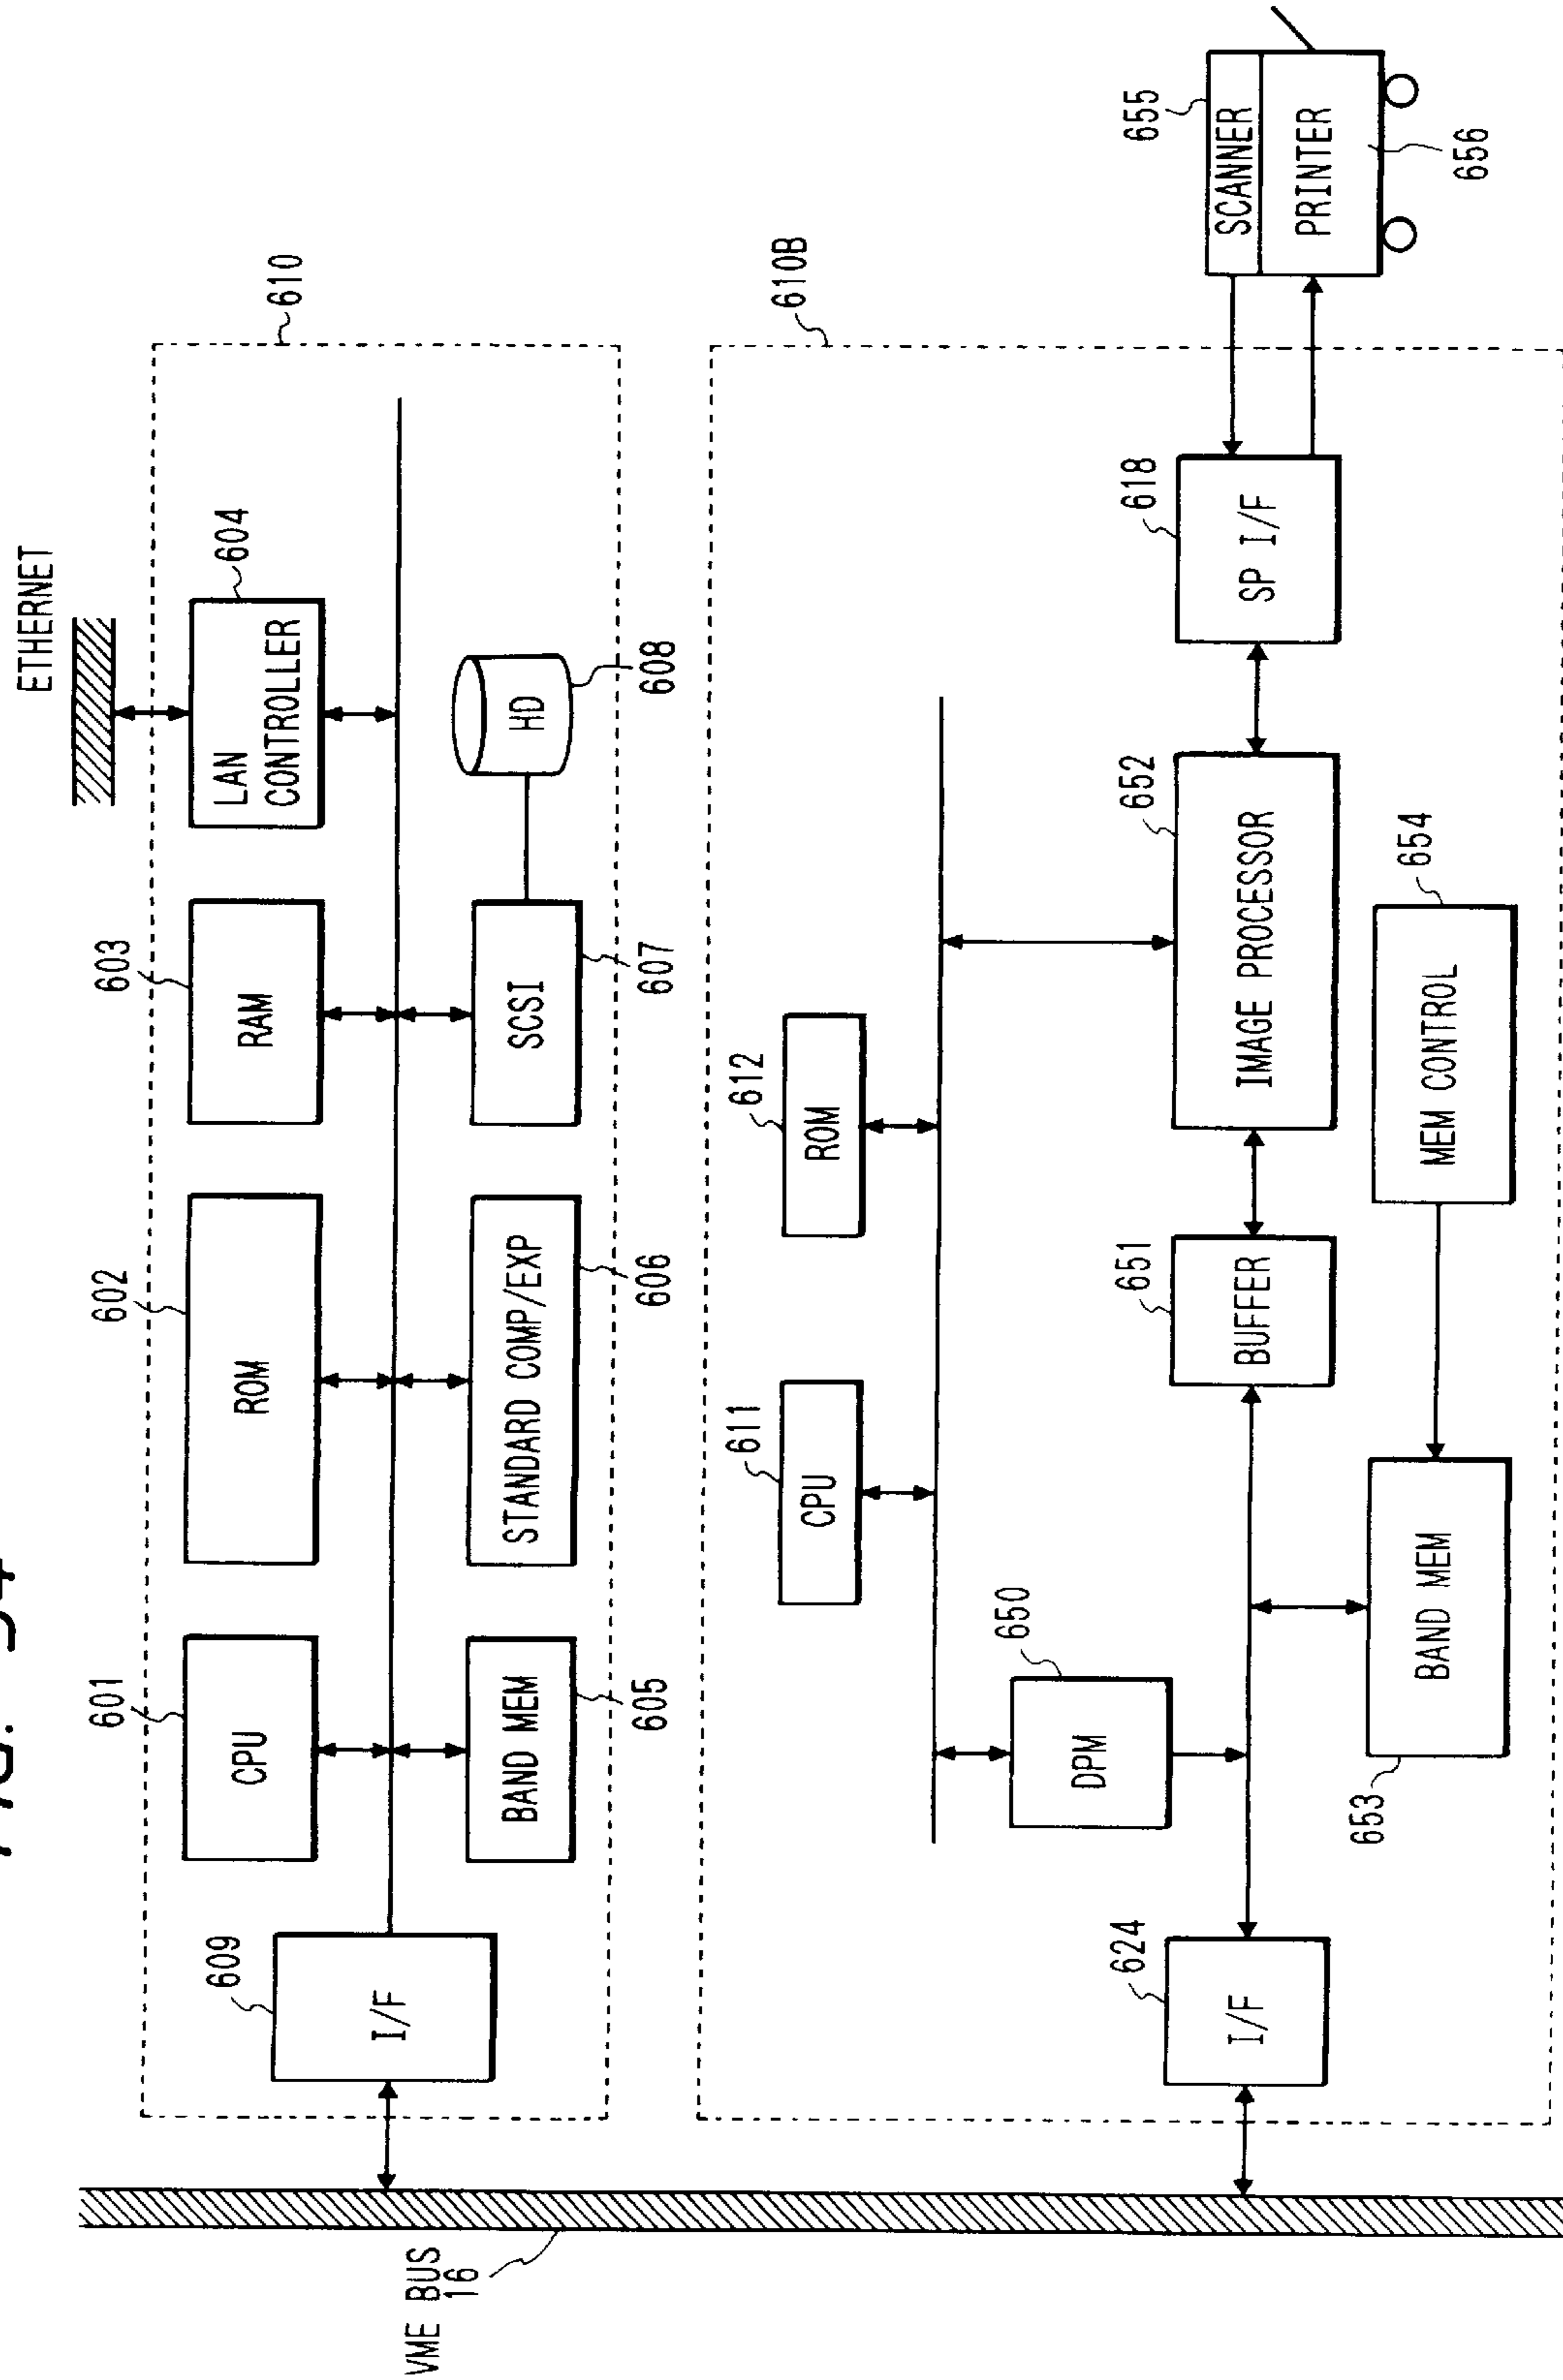 ETHERNET
610
601
602
603
604
CPU
ROM
RAM
LAN
CONTROLLER
609
I/F
BAND MEM
STANDARD COMP/EXP
SCSI
HD
605
606
607
608
VME BUS
16
610B
611
612
CPU
ROM
650
DPM
624
651
652
618
655
I/F
BUFFER
IMAGE PROCESSOR
SP I/F
SCANNER
PRINTER
656
653
654
BAND MEM
MEM CONTROL